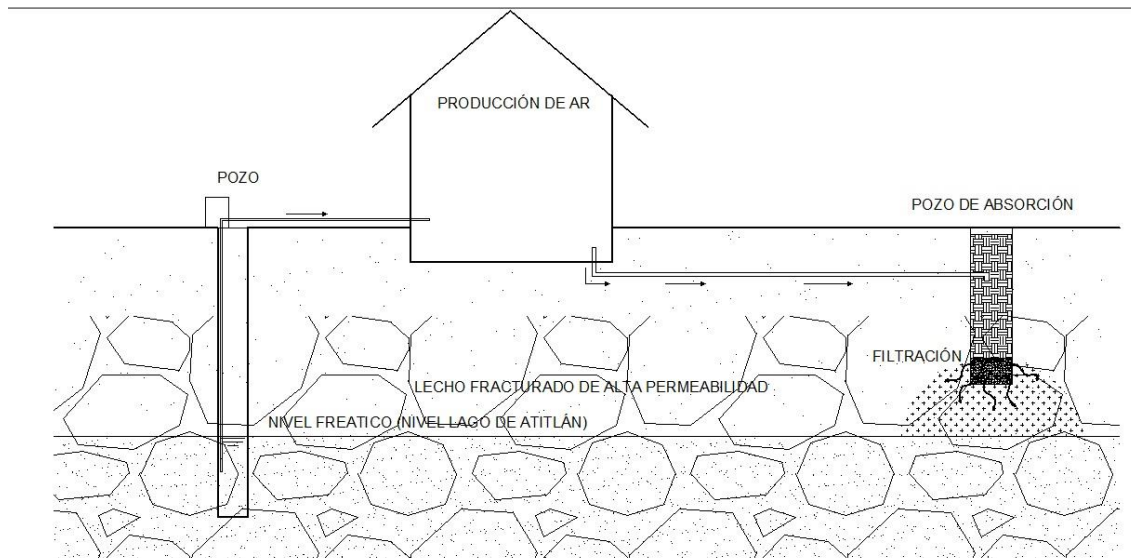 PRODUCCIÓN DE AR
POZO
POZO DE ABSORCIÓN
FILTRACIÓN
LECHO FRACTURADO DE ALTA PERMEABILIDAD
NIVEL FREATICO (NIVEL LAGO DE ATITLÁN)